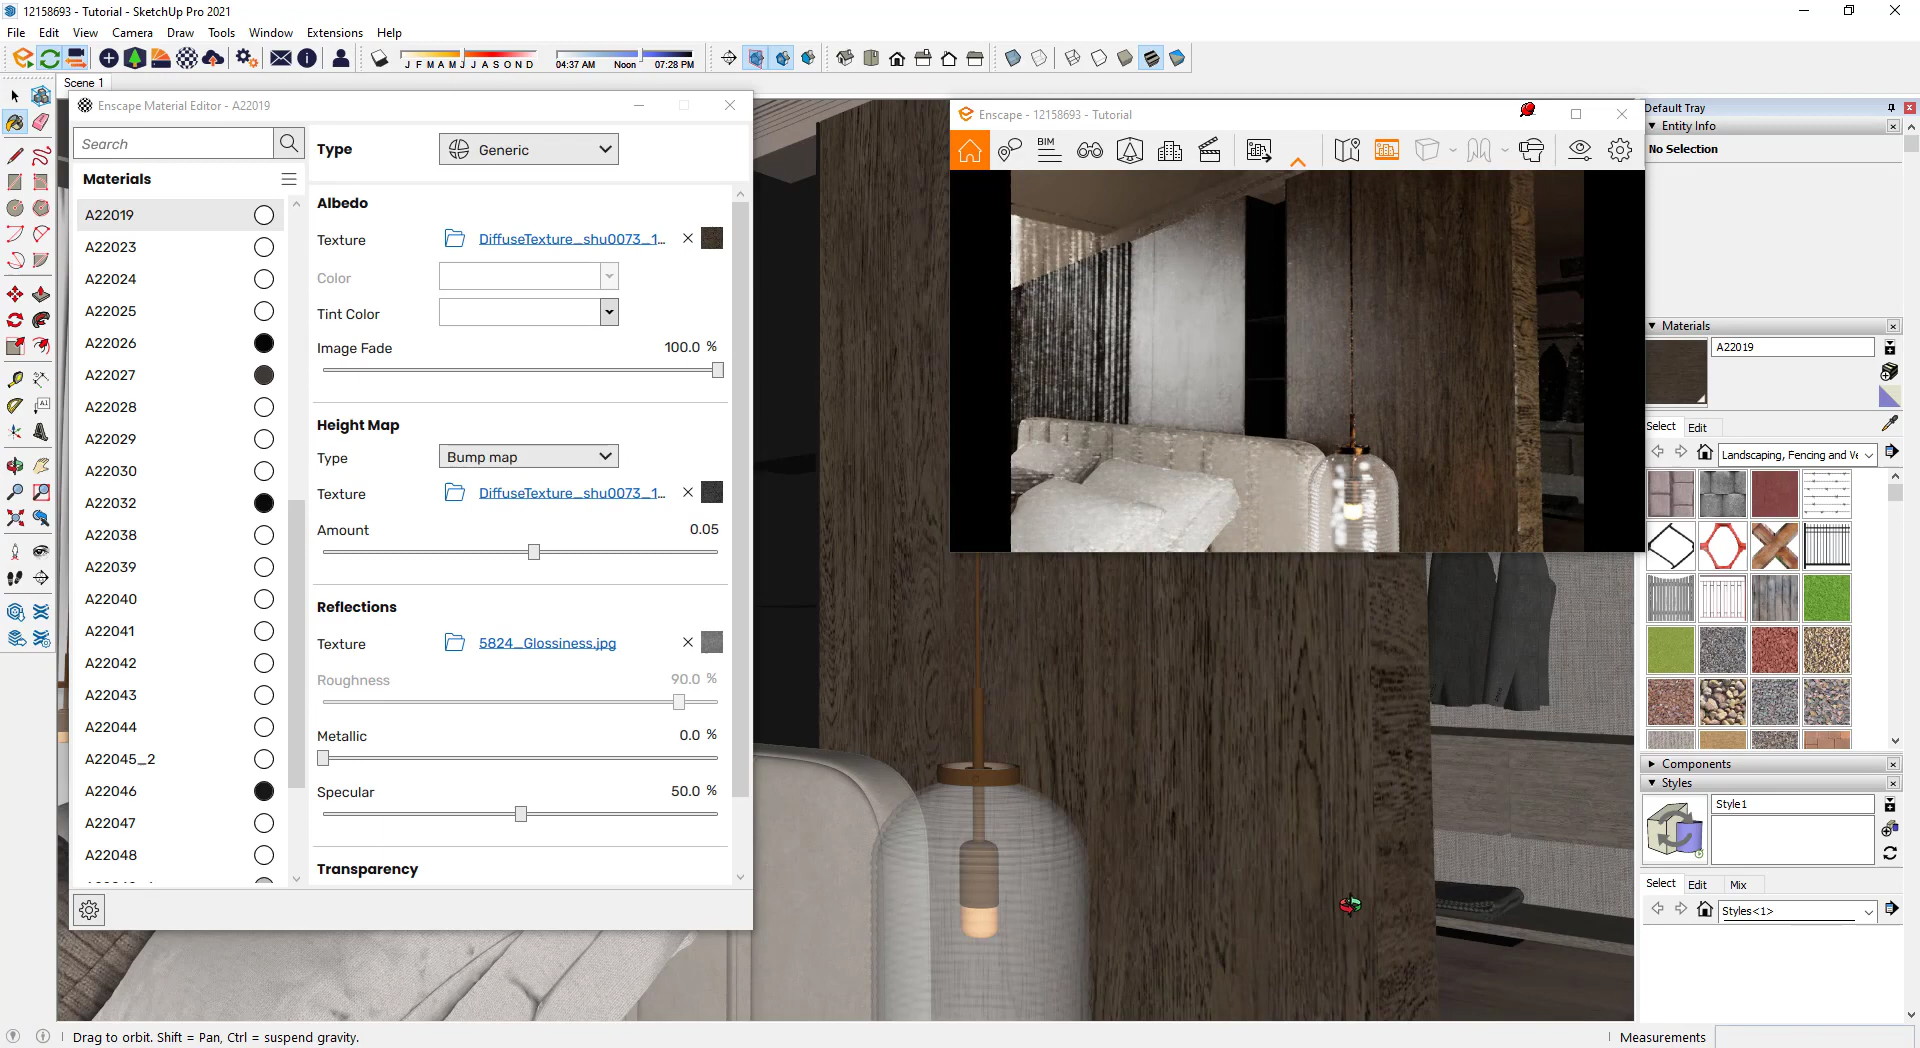 12158693 - Tutorial - SketchUp Pro 2021
File Edit View Camera Draw Tools Window Extensions Help
J F M A M J J A S O N D
04:37 AM Noon 07:28 PM
Scene 1
Enscape Material Editor - A22019
Search
Materials
A22019
A22023
A22024
A22025
A22026
A22027
A22028
A22029
A22030
A22032
A22038
A22039
A22040
A22041
A22042
A22043
A22044
A22045_2
A22046
A22047
A22048
Type Generic
Albedo
Texture DiffuseTexture_shu0073_1...
Color
Tint Color
Image Fade 100.0 %
Height Map
Type Bump map
Texture DiffuseTexture_shu0073_1...
Amount 0.05
Reflections
Texture 5824_Glossiness.jpg
Roughness 90.0 %
Metallic 0.0 %
Specular 50.0 %
Transparency
Enscape - 12158693 - Tutorial
BIM
Default Tray
Entity Info
No Selection
Materials
A22019
Select Edit
Landscaping, Fencing and Ve
Components
Styles
Style1
Select Edit Mix
Styles<1>
Drag to orbit. Shift = Pan, Ctrl = suspend gravity.
Measurements